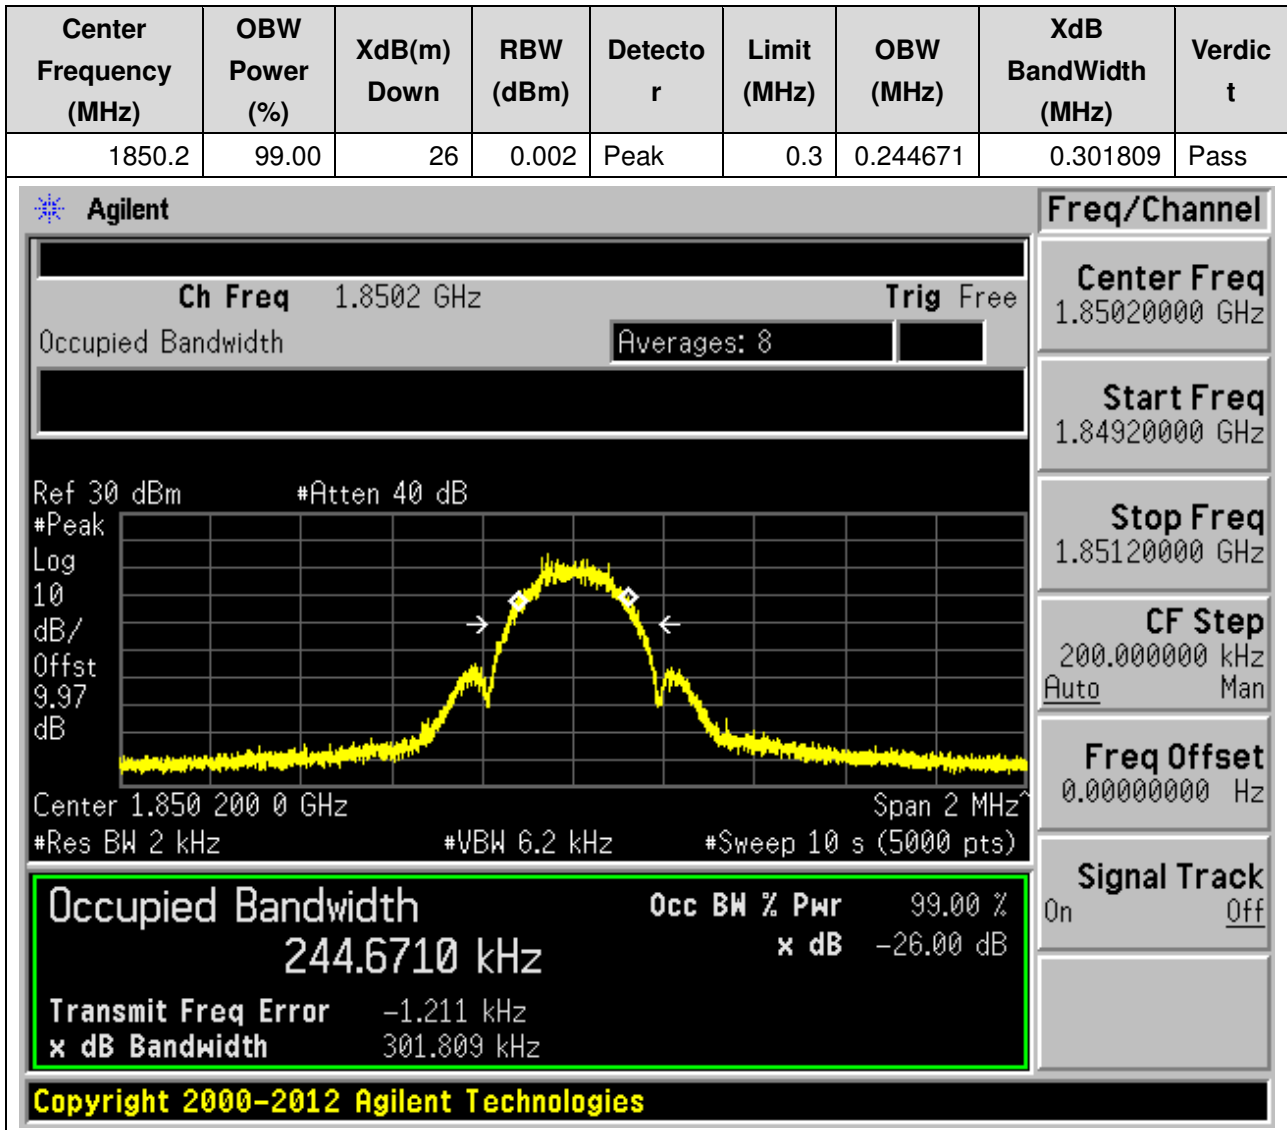 Center Frequency (MHz) OBW Power (%) XdB(m) Down RBW (dBm) Detecto r Limit (MHz) OBW (MHz) XdB BandWidth (MHz) Verdic t
1850.2 99.00 26 0.002 Peak 0.3 0.244671 0.301809 Pass
Agilent
Freq/Channel
Ch Freq 1.8502 GHz Trig Free
Occupied Bandwidth Averages: 8
Ref 30 dBm #Atten 40 dB
#Peak
Log
10
dB/
Offst
9.97
dB
Center 1.850 200 0 GHz Span 2 MHz^
#Res BW 2 kHz #VBW 6.2 kHz #Sweep 10 s (5000 pts)
Occupied Bandwidth Occ BW % Pwr 99.00 %
244.6710 kHz x dB -26.00 dB
Transmit Freq Error -1.211 kHz
x dB Bandwidth 301.809 kHz
Center Freq
1.85020000 GHz
Start Freq
1.84920000 GHz
Stop Freq
1.85120000 GHz
CF Step
200.000000 kHz
Auto Man
Freq Offset
0.00000000 Hz
Signal Track
On Off
Copyright 2000-2012 Agilent Technologies